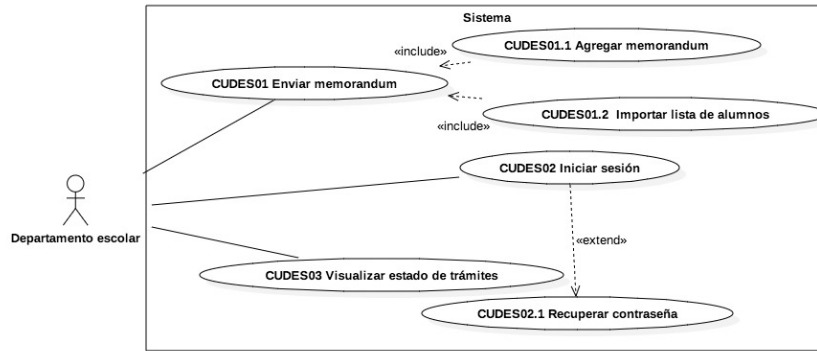 Sistema
«include»
CUDES01.1 Agregar memorandum
CUDES01 Enviar memorandum
CUDES01.2 Importar lista de alumnos
«include»
CUDES02 Iniciar sesión
Departamento escolar
«extend»
CUDES03 Visualizar estado de trámites
CUDES02.1 Recuperar contraseña